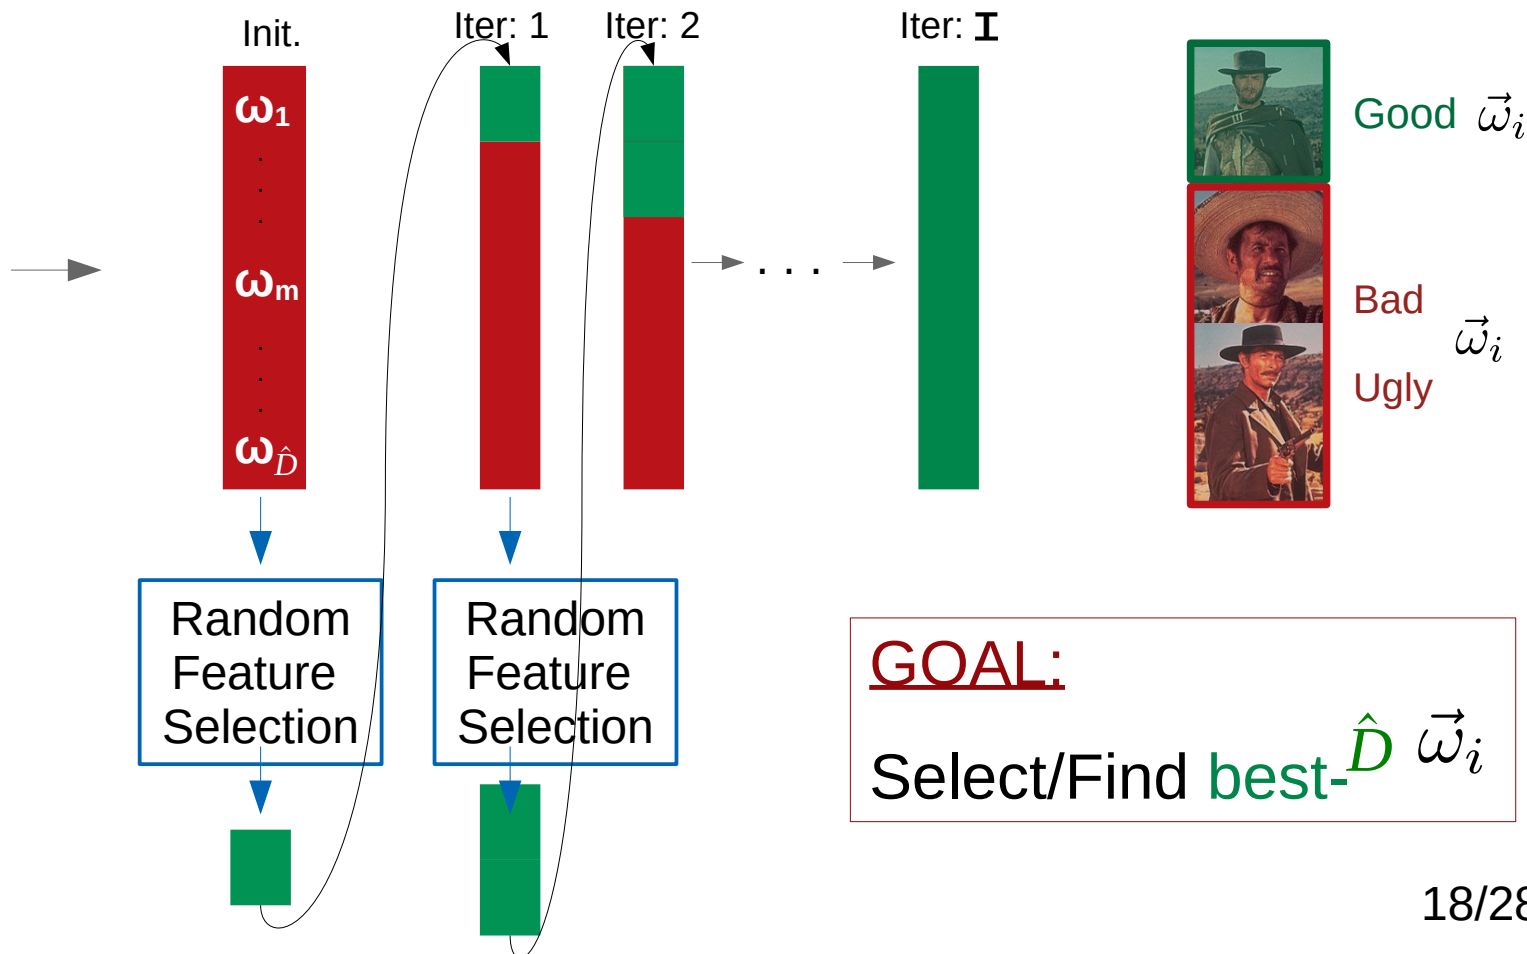 Init.
Iter: 1
Iter: 2
Iter: I
ω1
.
.
.
ωm
.
.
.
ωD̂
. . .
Good ω⃗i
Bad
ω⃗i
Ugly
Random
Feature
Selection
Random
Feature
Selection
GOAL:
Select/Find best-D̂ ω⃗i
18/28